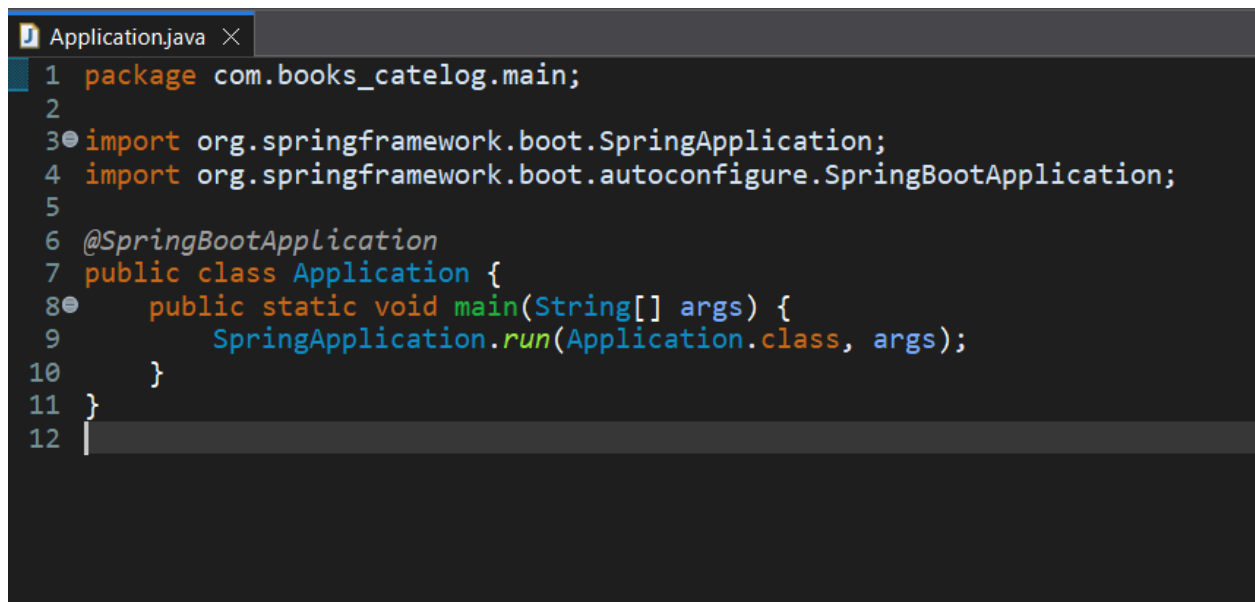 Application.java
1 package com.books_catelog.main;
2
3 import org.springframework.boot.SpringApplication;
4 import org.springframework.boot.autoconfigure.SpringBootApplication;
5
6 @SpringBootApplication
7 public class Application {
8     public static void main(String[] args) {
9         SpringApplication.run(Application.class, args);
10     }
11 }
12